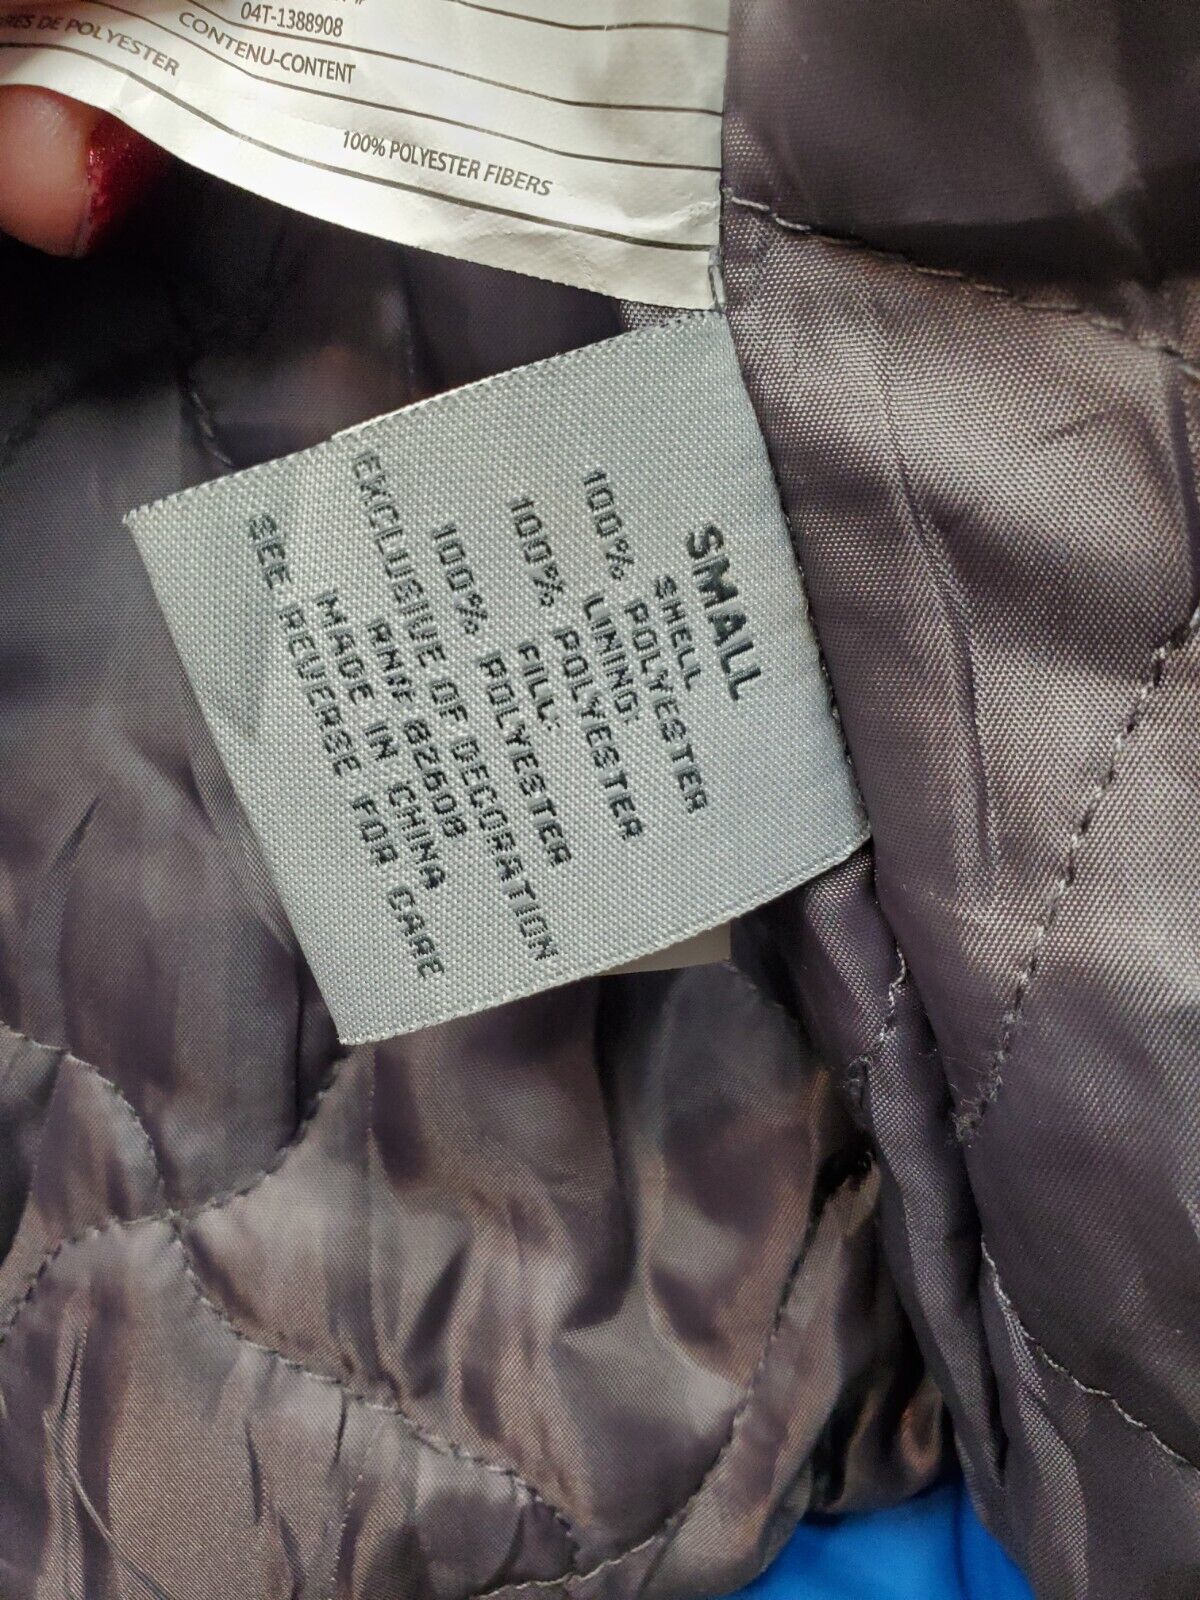 04T-1388908
CONTENU-CONTENT
DE POLYESTER
100% POLYESTER FIBERS
SMALL
SHELL
100% POLYESTER
LINING:
100% POLYESTER
FILL:
100% POLYESTER
EXCLUSIVE OF DECORATION
RN# 82608
MADE IN CHINA
SEE REVERSE FOR CARE